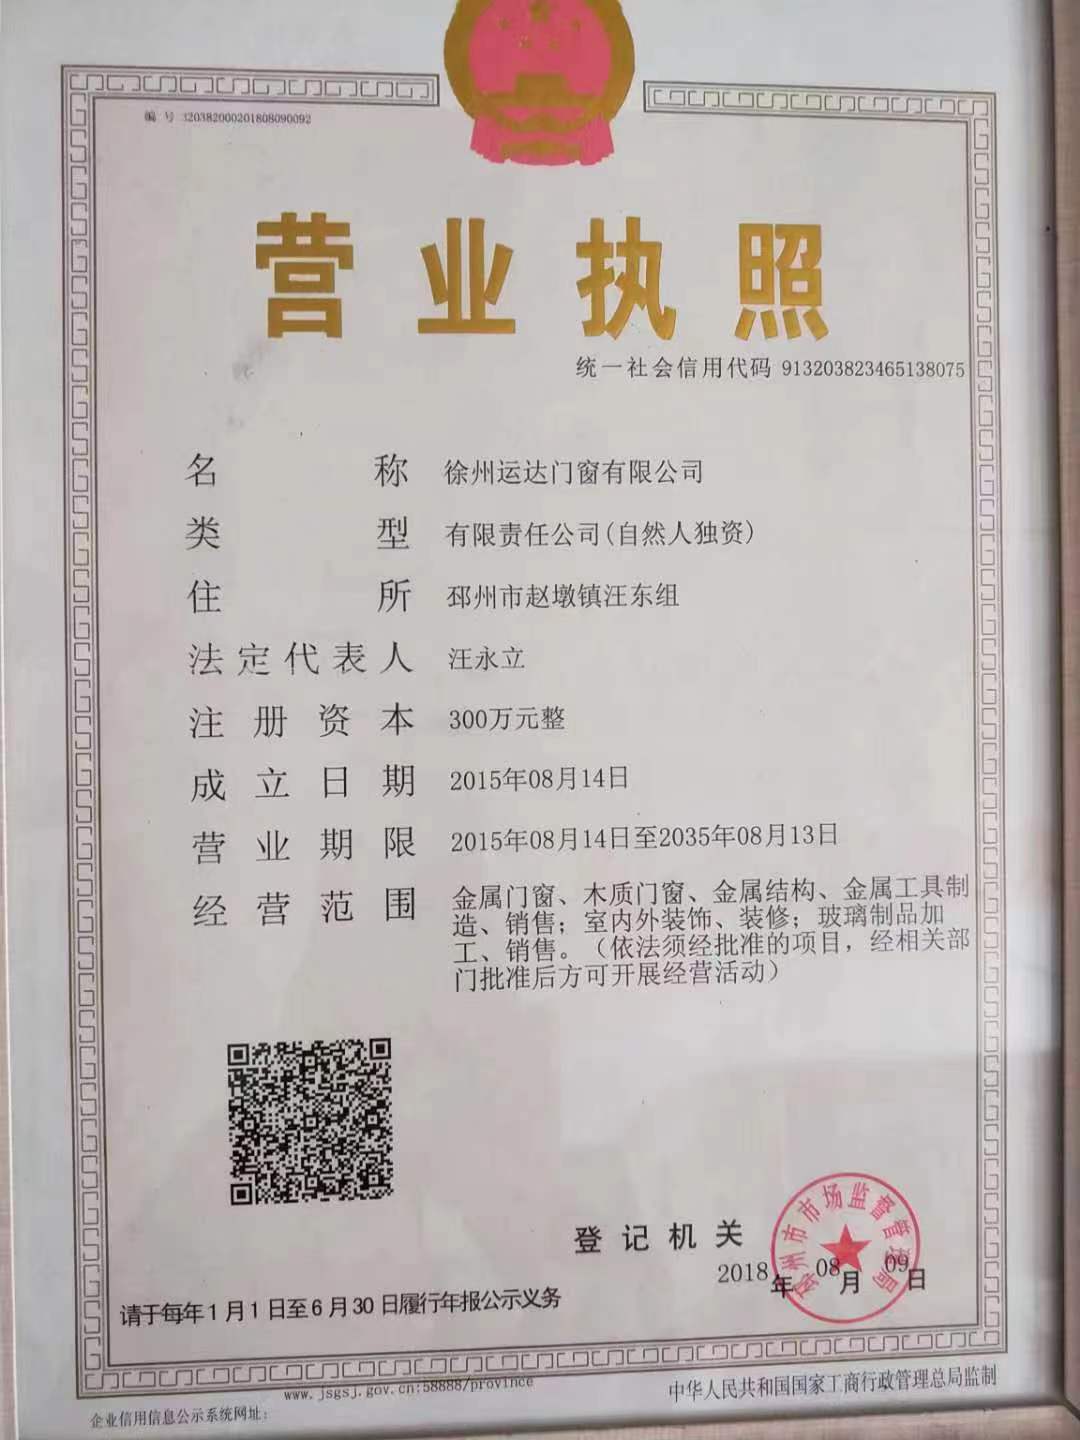 编 号 320382000201808090092
营业执照
统一社会信用代码 913203823465138075
名称 徐州运达门窗有限公司
类型 有限责任公司(自然人独资)
住所 邳州市赵墩镇汪东组
法定代表人 汪永立
注册资本 300万元整
成立日期 2015年08月14日
营业期限 2015年08月14日至2035年08月13日
经营范围 金属门窗、木质门窗、金属结构、金属工具制
造、销售；室内外装饰、装修；玻璃制品加
工、销售。（依法须经批准的项目，经相关部
门批准后方可开展经营活动）
登记机关
邳州市市场监督管理局
2018年08月09日
请于每年1月1日至6月30日履行年报公示义务
www.jsgsj.gov.cn:58888/province
企业信用信息公示系统网址：
中华人民共和国国家工商行政管理总局监制